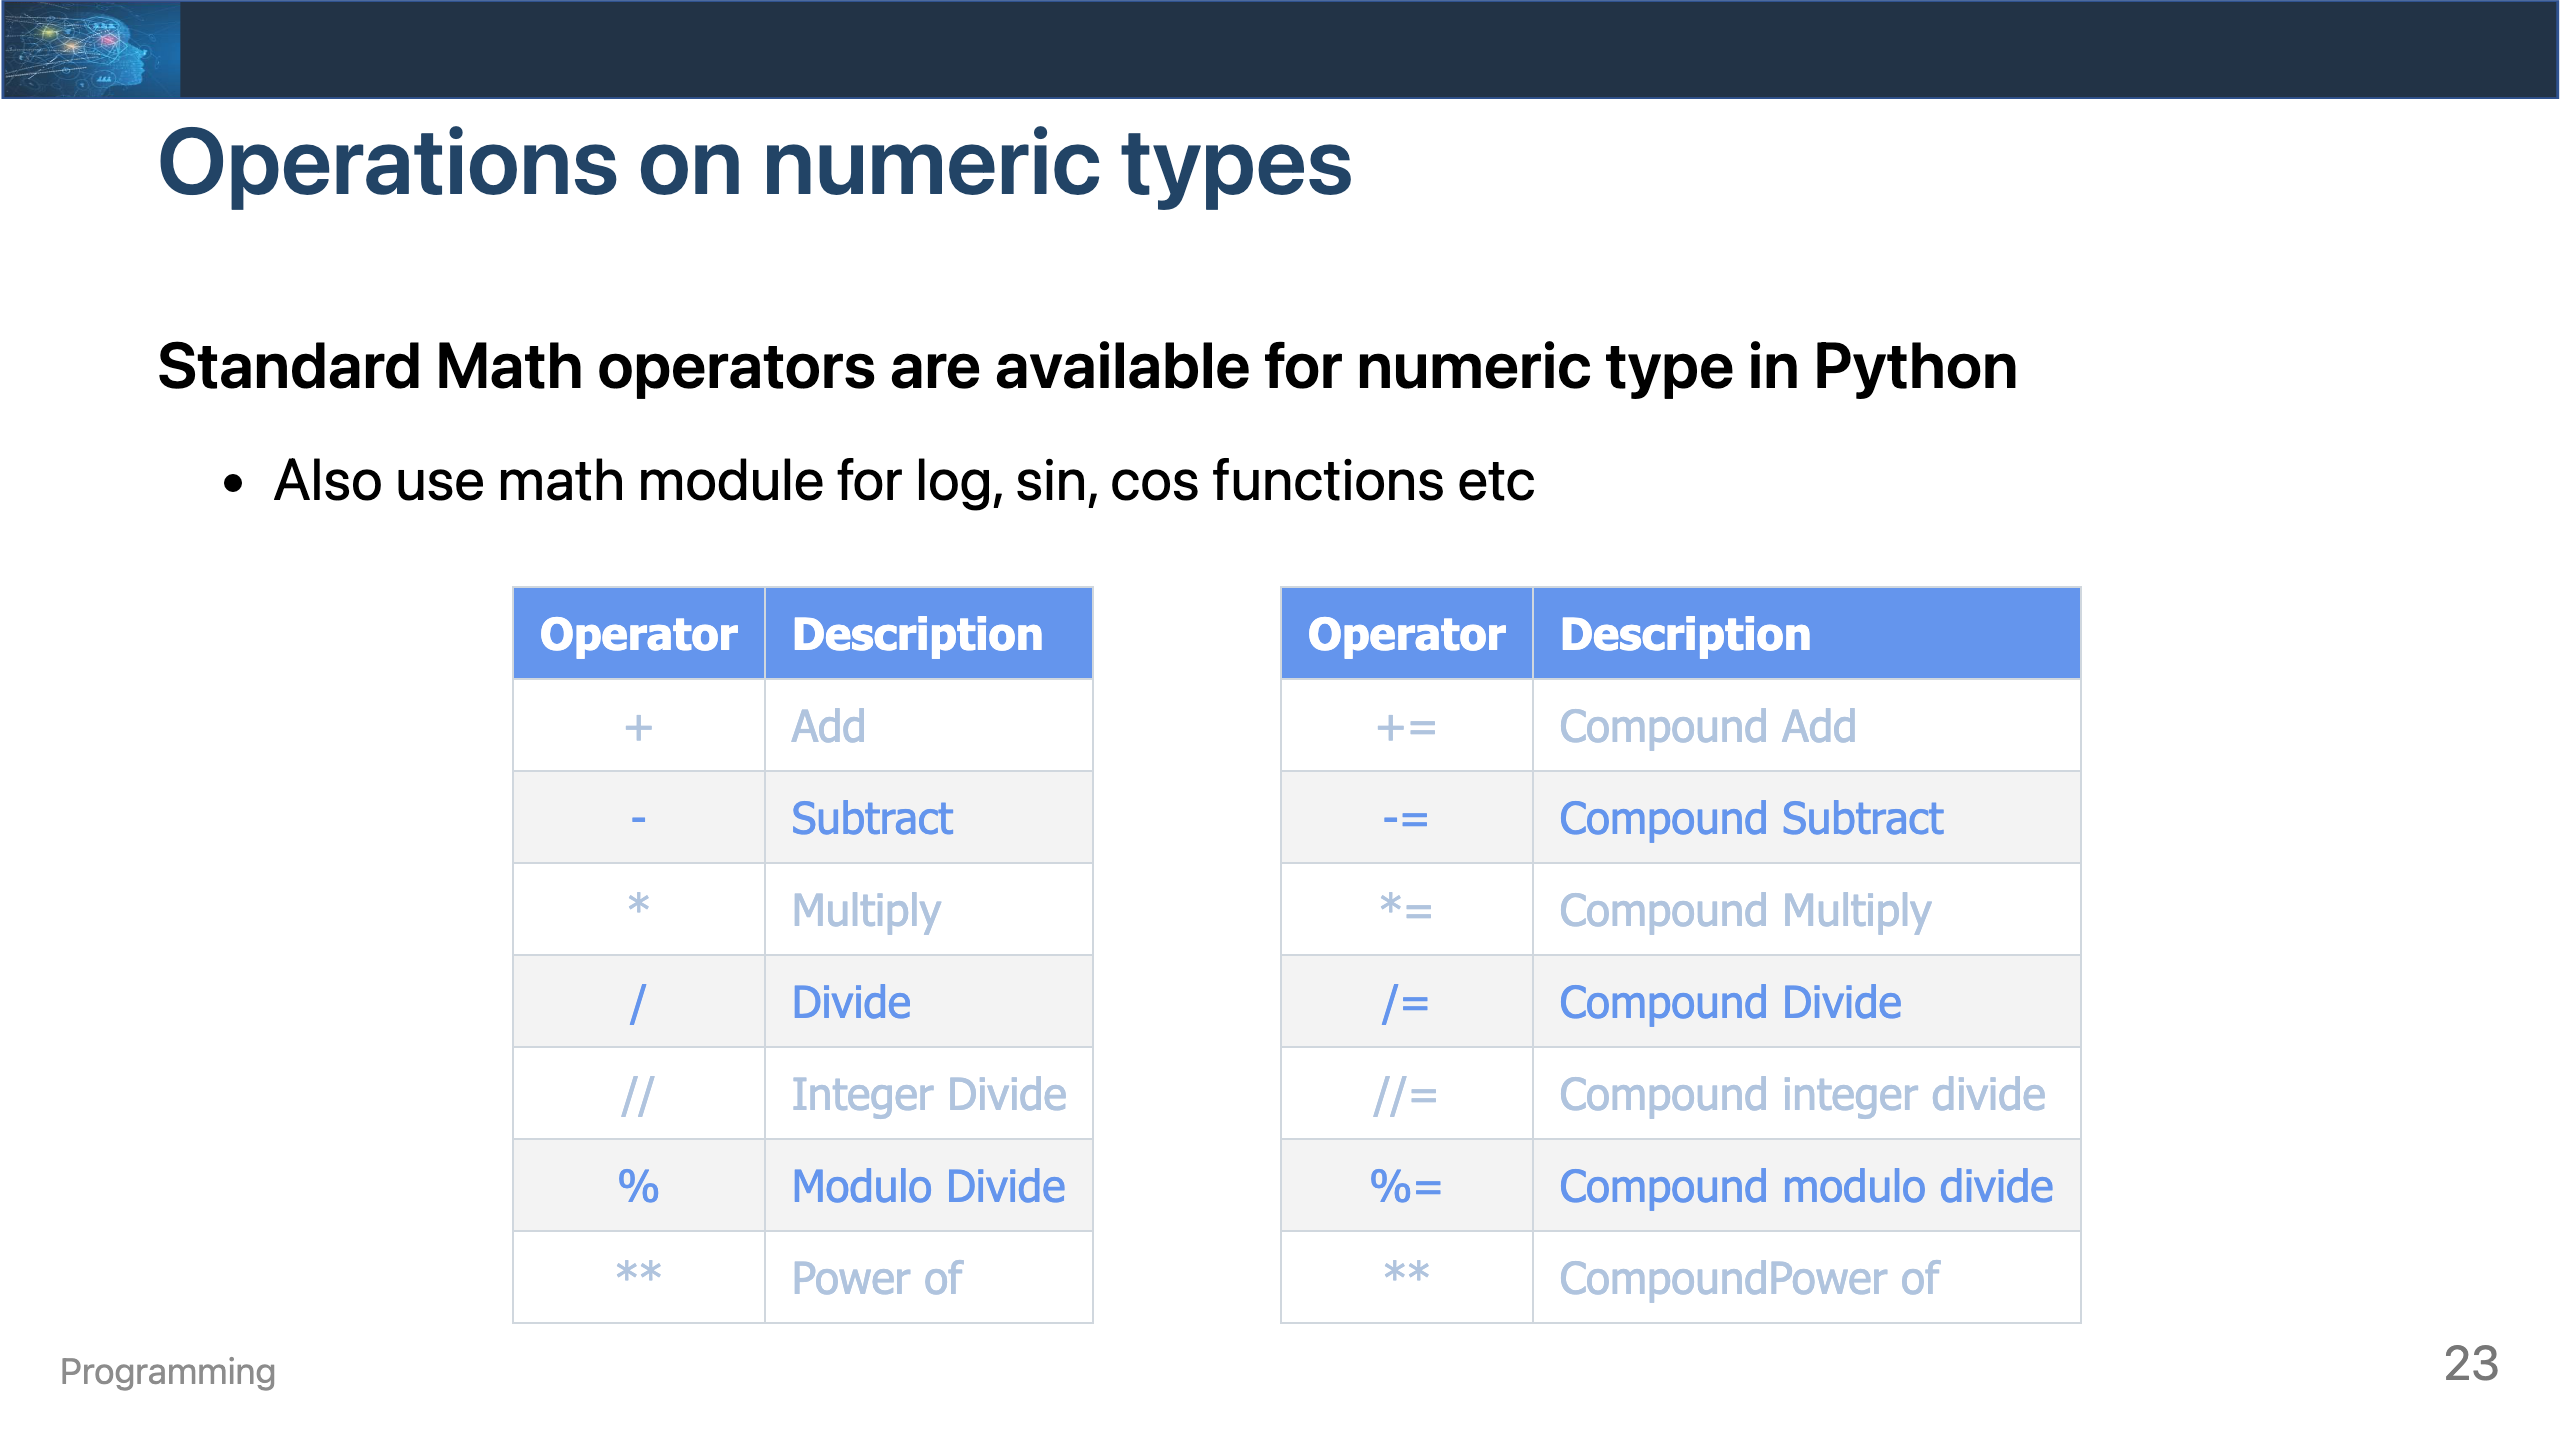 Operations on numeric types
Standard Math operators are available for numeric type in Python
• Also use math module for log, sin, cos functions etc
Operator Description
+ Add
- Subtract
* Multiply
/ Divide
// Integer Divide
% Modulo Divide
** Power of
Operator Description
+= Compound Add
-= Compound Subtract
*= Compound Multiply
/= Compound Divide
//= Compound integer divide
%= Compound modulo divide
** CompoundPower of
Programming
23